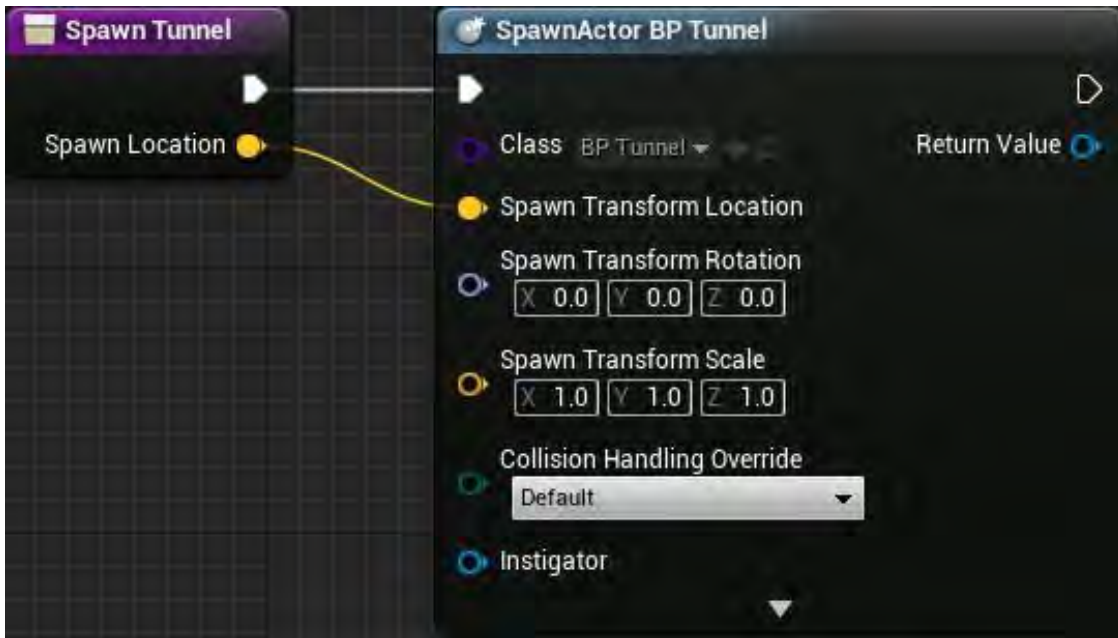 Spawn Tunnel
SpawnActor BP Tunnel
Spawn Location
Class BP Tunnel
Return Value
Spawn Transform Location
Spawn Transform Rotation
X 0.0 Y 0.0 Z 0.0
Spawn Transform Scale
X 1.0 Y 1.0 Z 1.0
Collision Handling Override
Default
Instigator